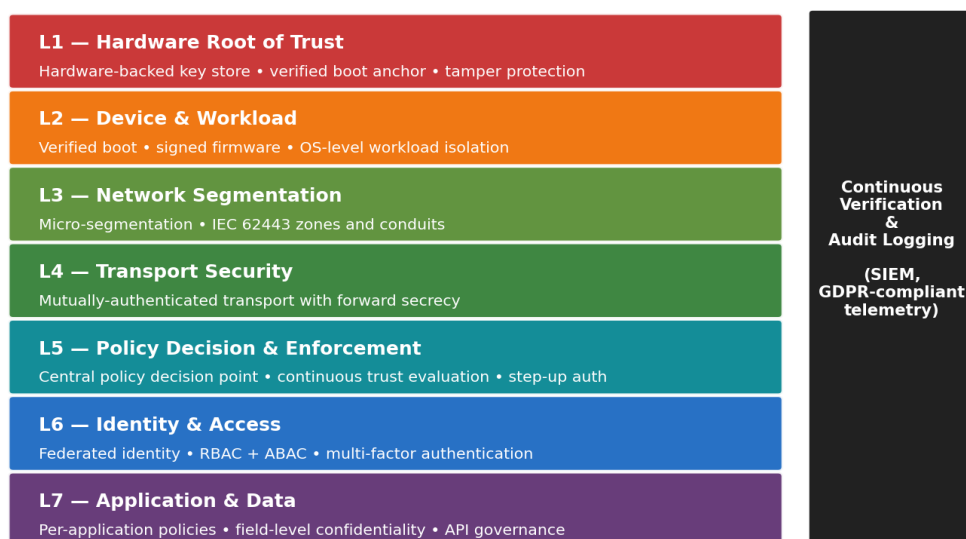 L1 — Hardware Root of Trust
Hardware-backed key store • verified boot anchor • tamper protection
L2 — Device & Workload
Verified boot • signed firmware • OS-level workload isolation
L3 — Network Segmentation
Micro-segmentation • IEC 62443 zones and conduits
L4 — Transport Security
Mutually-authenticated transport with forward secrecy
L5 — Policy Decision & Enforcement
Central policy decision point • continuous trust evaluation • step-up auth
L6 — Identity & Access
Federated identity • RBAC + ABAC • multi-factor authentication
L7 — Application & Data
Per-application policies • field-level confidentiality • API governance
Continuous
Verification
&
Audit Logging
(SIEM,
GDPR-compliant
telemetry)